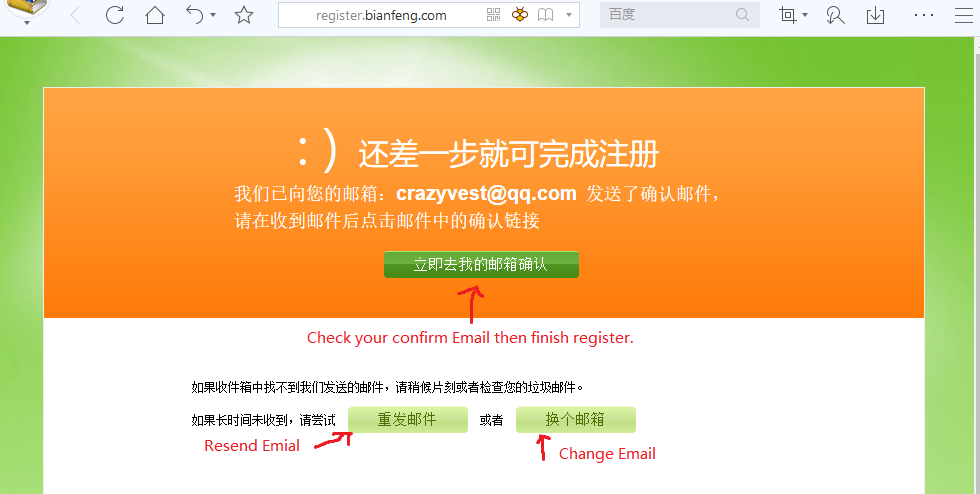 register.bianfeng.com
百度
:) 还差一步就可完成注册
我们已向您的邮箱：crazyvest@qq.com 发送了确认邮件，
请在收到邮件后点击邮件中的确认链接
立即去我的邮箱确认
Check your confirm Email then finish register.
如果收件箱中找不到我们发送的邮件，请稍候片刻或者检查您的垃圾邮件。
如果长时间未收到，请尝试 重发邮件 或者 换个邮箱
Resend Emial
Change Email